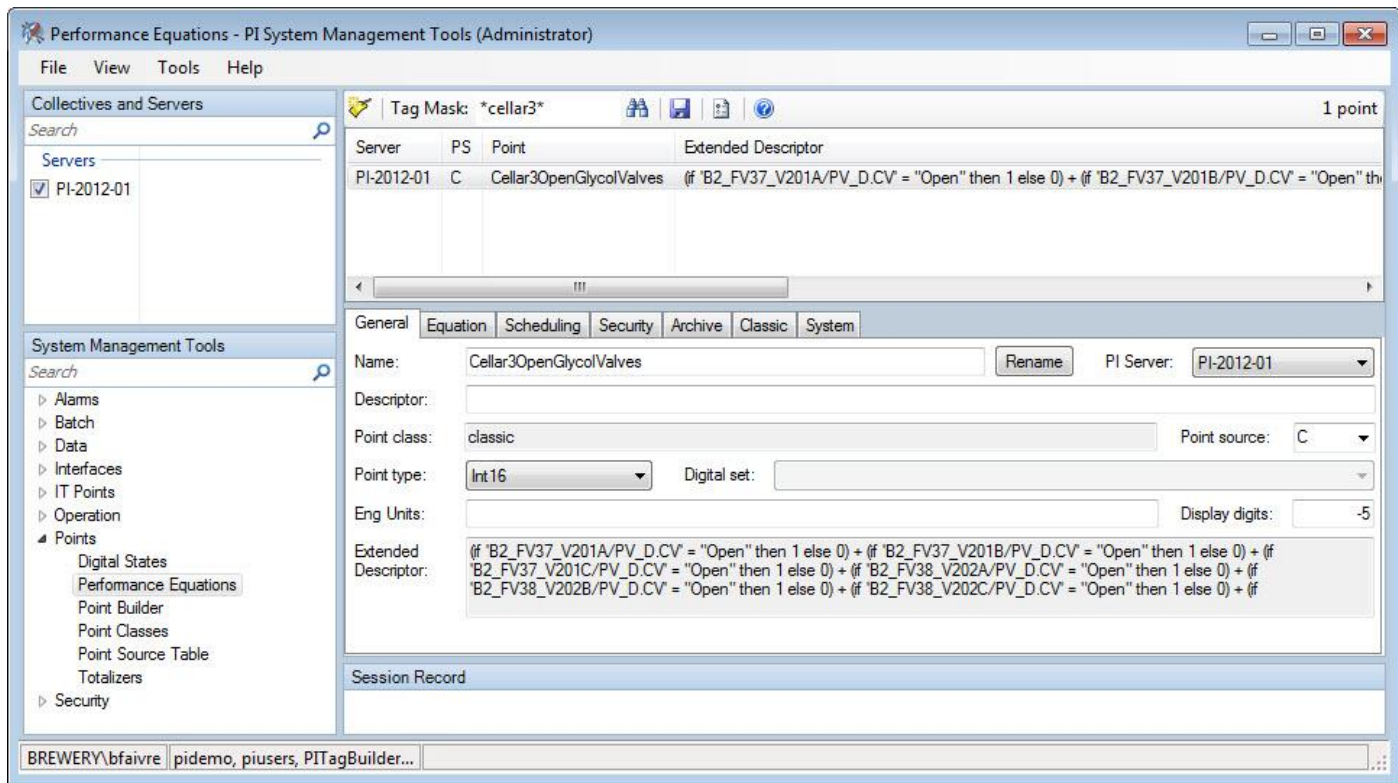 Performance Equations - PI System Management Tools (Administrator)
File View Tools Help
Collectives and Servers
Search
Servers
PI-2012-01
System Management Tools
Search
Alarms
Batch
Data
Interfaces
IT Points
Operation
Points
Digital States
Performance Equations
Point Builder
Point Classes
Point Source Table
Totalizers
Security
Tag Mask: *cellar3* 1 point
Server PS Point Extended Descriptor
PI-2012-01 C Cellar3OpenGlycolValves (if 'B2_FV37_V201A/PV_D.CV' = "Open" then 1 else 0) + (if 'B2_FV37_V201B/PV_D.CV' = "Open" the
General Equation Scheduling Security Archive Classic System
Name: Cellar3OpenGlycolValves Rename PI Server: PI-2012-01
Descriptor:
Point class: classic Point source: C
Point type: Int16 Digital set:
Eng Units: Display digits: -5
Extended Descriptor:
(if 'B2_FV37_V201A/PV_D.CV' = "Open" then 1 else 0) + (if 'B2_FV37_V201B/PV_D.CV' = "Open" then 1 else 0) + (if
'B2_FV37_V201C/PV_D.CV' = "Open" then 1 else 0) + (if 'B2_FV38_V202A/PV_D.CV' = "Open" then 1 else 0) + (if
'B2_FV38_V202B/PV_D.CV' = "Open" then 1 else 0) + (if 'B2_FV38_V202C/PV_D.CV' = "Open" then 1 else 0) + (if
Session Record
BREWERY\bfaivre pidemo, piusers, PITagBuilder...